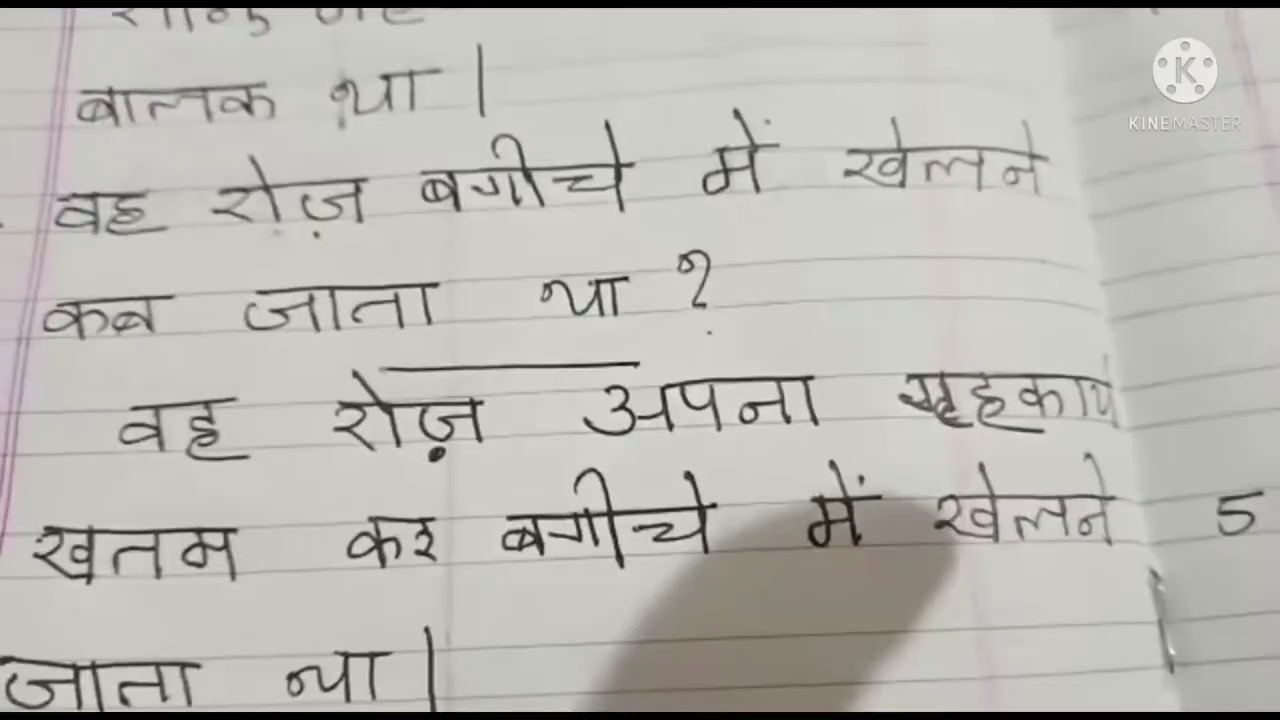 बालक था।
वह रोज़ बगीचे में खेलने
कब जाता था?
वह रोज़ अपना गृहकार्य
खतम कर बगीचे में खेलने 5
जाता था।
KINEMASTER